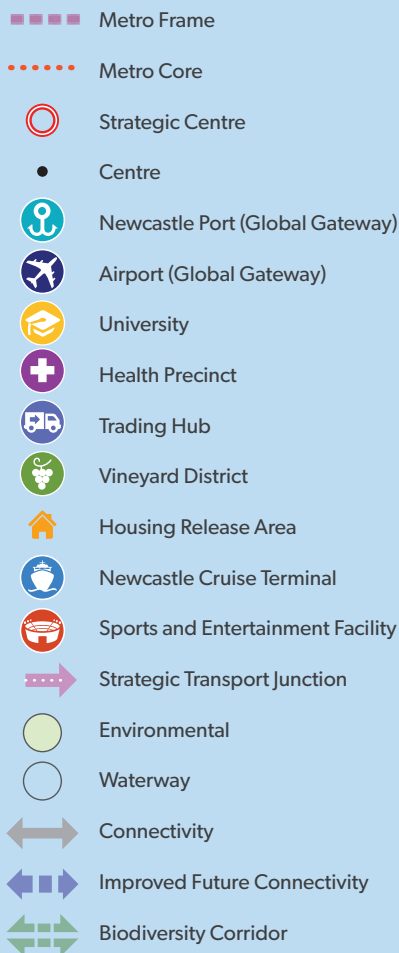 Metro Frame
Metro Core
Strategic Centre
Centre
Newcastle Port (Global Gateway)
Airport (Global Gateway)
University
Health Precinct
Trading Hub
Vineyard District
Housing Release Area
Newcastle Cruise Terminal
Sports and Entertainment Facility
Strategic Transport Junction
Environmental
Waterway
Connectivity
Improved Future Connectivity
Biodiversity Corridor